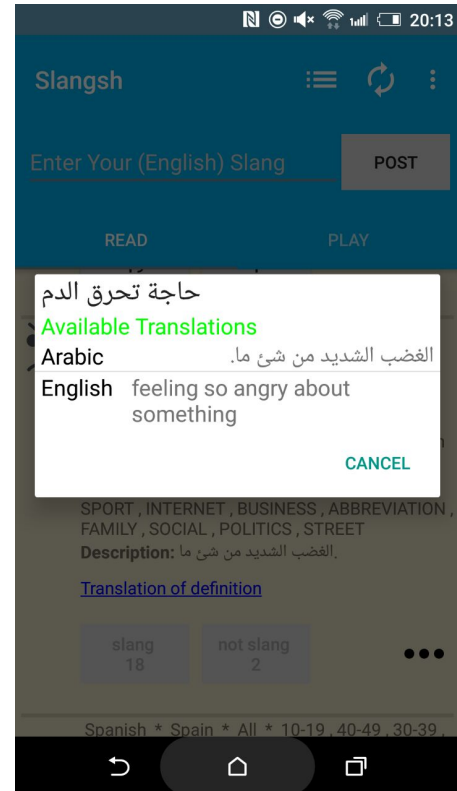 20:13
Slangsh
Enter Your (English) Slang
POST
READ
PLAY
حاجة تحرق الدم
Available Translations
Arabic
الغضب الشديد من شئ ما.
English
feeling so angry about
something
CANCEL
SPORT , INTERNET , BUSINESS , ABBREVIATION ,
FAMILY , SOCIAL , POLITICS , STREET
Description: الغضب الشديد من شئ ما.
Translation of definition
slang
18
not slang
2
Spanish * Spain * All * 10-19 , 40-49 , 30-39 ,